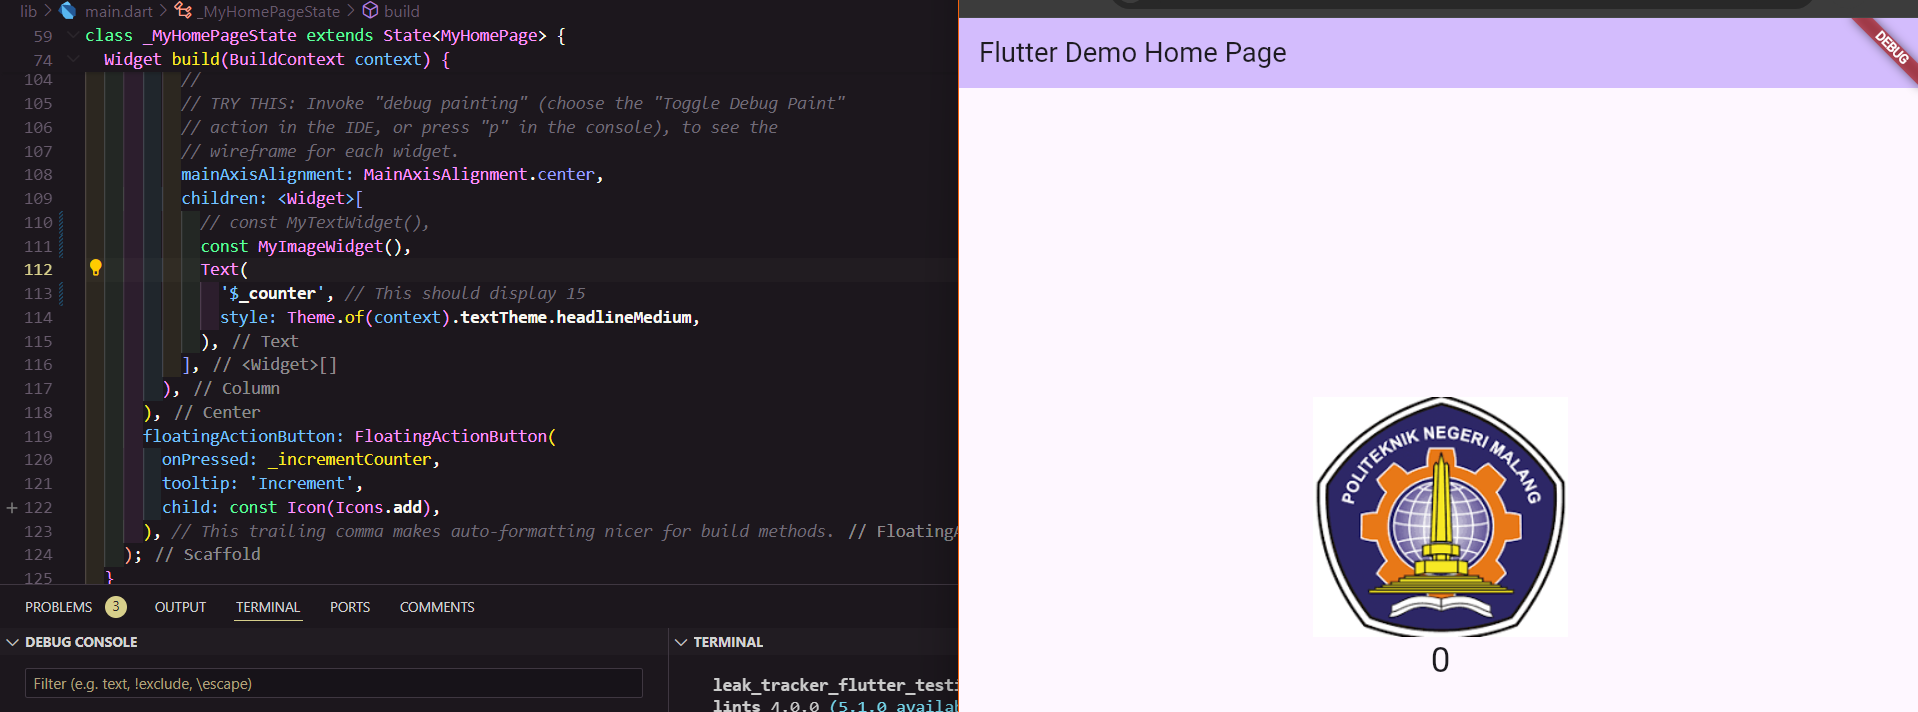 lib > main.dart > _MyHomePageState > build
59 class _MyHomePageState extends State<MyHomePage> {
74 Widget build(BuildContext context) {
104 //
105 // TRY THIS: Invoke "debug painting" (choose the "Toggle Debug Paint"
106 // action in the IDE, or press "p" in the console), to see the
107 // wireframe for each widget.
108 mainAxisAlignment: MainAxisAlignment.center,
109 children: <Widget>[
110 // const MyTextWidget(),
111 const MyImageWidget(),
112 Text(
113 '$_counter', // This should display 15
114 style: Theme.of(context).textTheme.headlineMedium,
115 ), // Text
116 ], // <Widget>[]
117 ), // Column
118 ), // Center
119 floatingActionButton: FloatingActionButton(
120 onPressed: _incrementCounter,
121 tooltip: 'Increment',
122 child: const Icon(Icons.add),
123 ), // This trailing comma makes auto-formatting nicer for build methods. // FloatingA
124 ); // Scaffold
125 }
PROBLEMS 3 OUTPUT TERMINAL PORTS COMMENTS
DEBUG CONSOLE
Filter (e.g. text, !exclude, \escape)
TERMINAL
leak_tracker_flutter_testi
lints 4.0.0 (5.1.0 availab
Flutter Demo Home Page
DEBUG
POLITEKNIK NEGERI MALANG
0